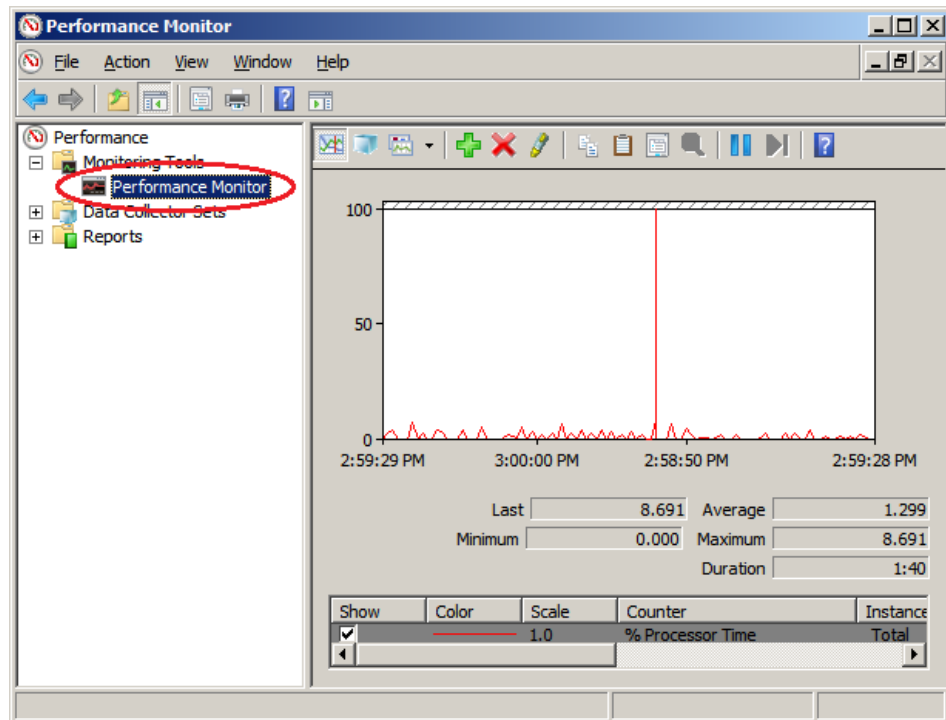 Performance Monitor
File Action View Window Help
Performance
Monitoring Tools
Performance Monitor
Data Collector Sets
Reports
100
50
0
2:59:29 PM 3:00:00 PM 2:58:50 PM 2:59:28 PM
Last 8.691 Average 1.299
Minimum 0.000 Maximum 8.691
Duration 1:40
Show Color Scale Counter Instance
1.0 % Processor Time Total